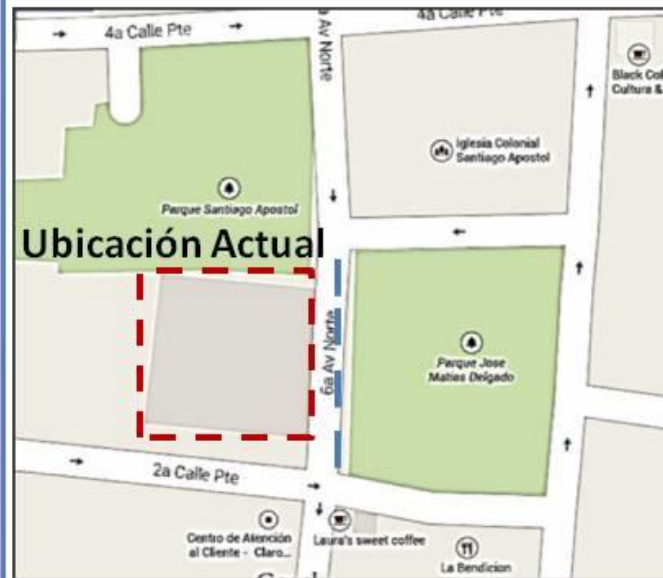 4a Calle Pte
4a Calle Pte
Av Norte
Black
Cultura &
Iglesia Colonial
Santiago Apostol
Parque Santiago Apostol
Ubicación Actual
6a Av Norte
Parque Jose
Matias Delgado
2a Calle Pte
Centro de Atención
al Cliente - Claro...
Laura's sweet coffee
La Bendicion